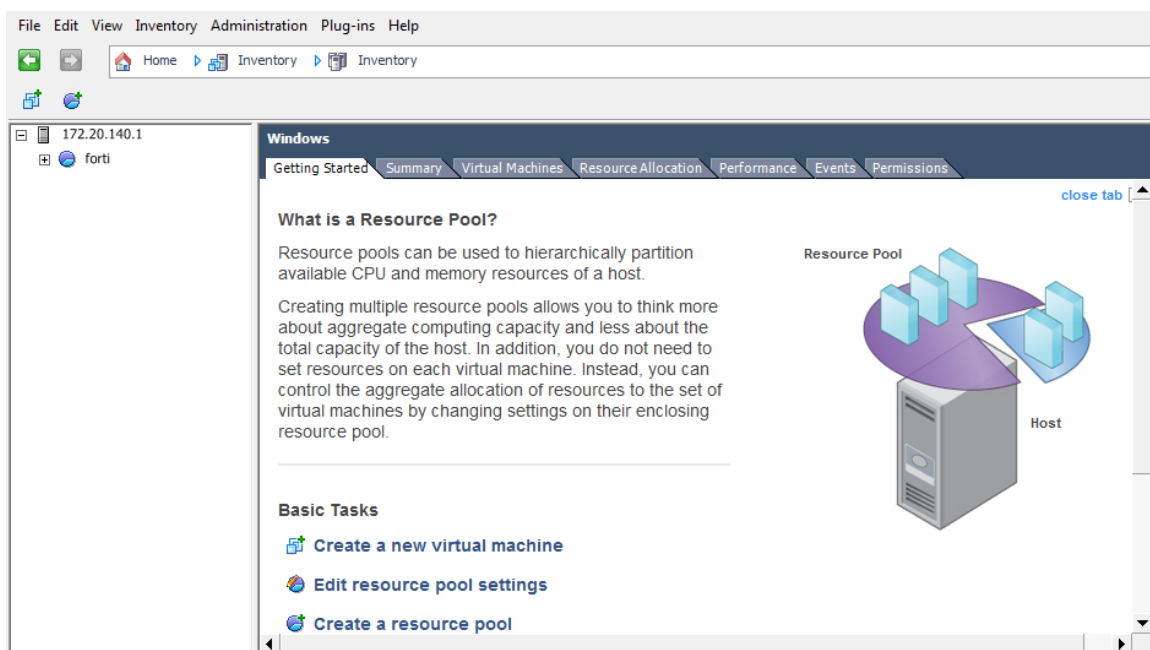 File Edit View Inventory Administration Plug-ins Help
Home Inventory Inventory
172.20.140.1
forti
Windows
Getting Started Summary Virtual Machines Resource Allocation Performance Events Permissions
close tab
What is a Resource Pool?
Resource pools can be used to hierarchically partition
available CPU and memory resources of a host.
Creating multiple resource pools allows you to think more
about aggregate computing capacity and less about the
total capacity of the host. In addition, you do not need to
set resources on each virtual machine. Instead, you can
control the aggregate allocation of resources to the set of
virtual machines by changing settings on their enclosing
resource pool.
Resource Pool
Host
Basic Tasks
Create a new virtual machine
Edit resource pool settings
Create a resource pool